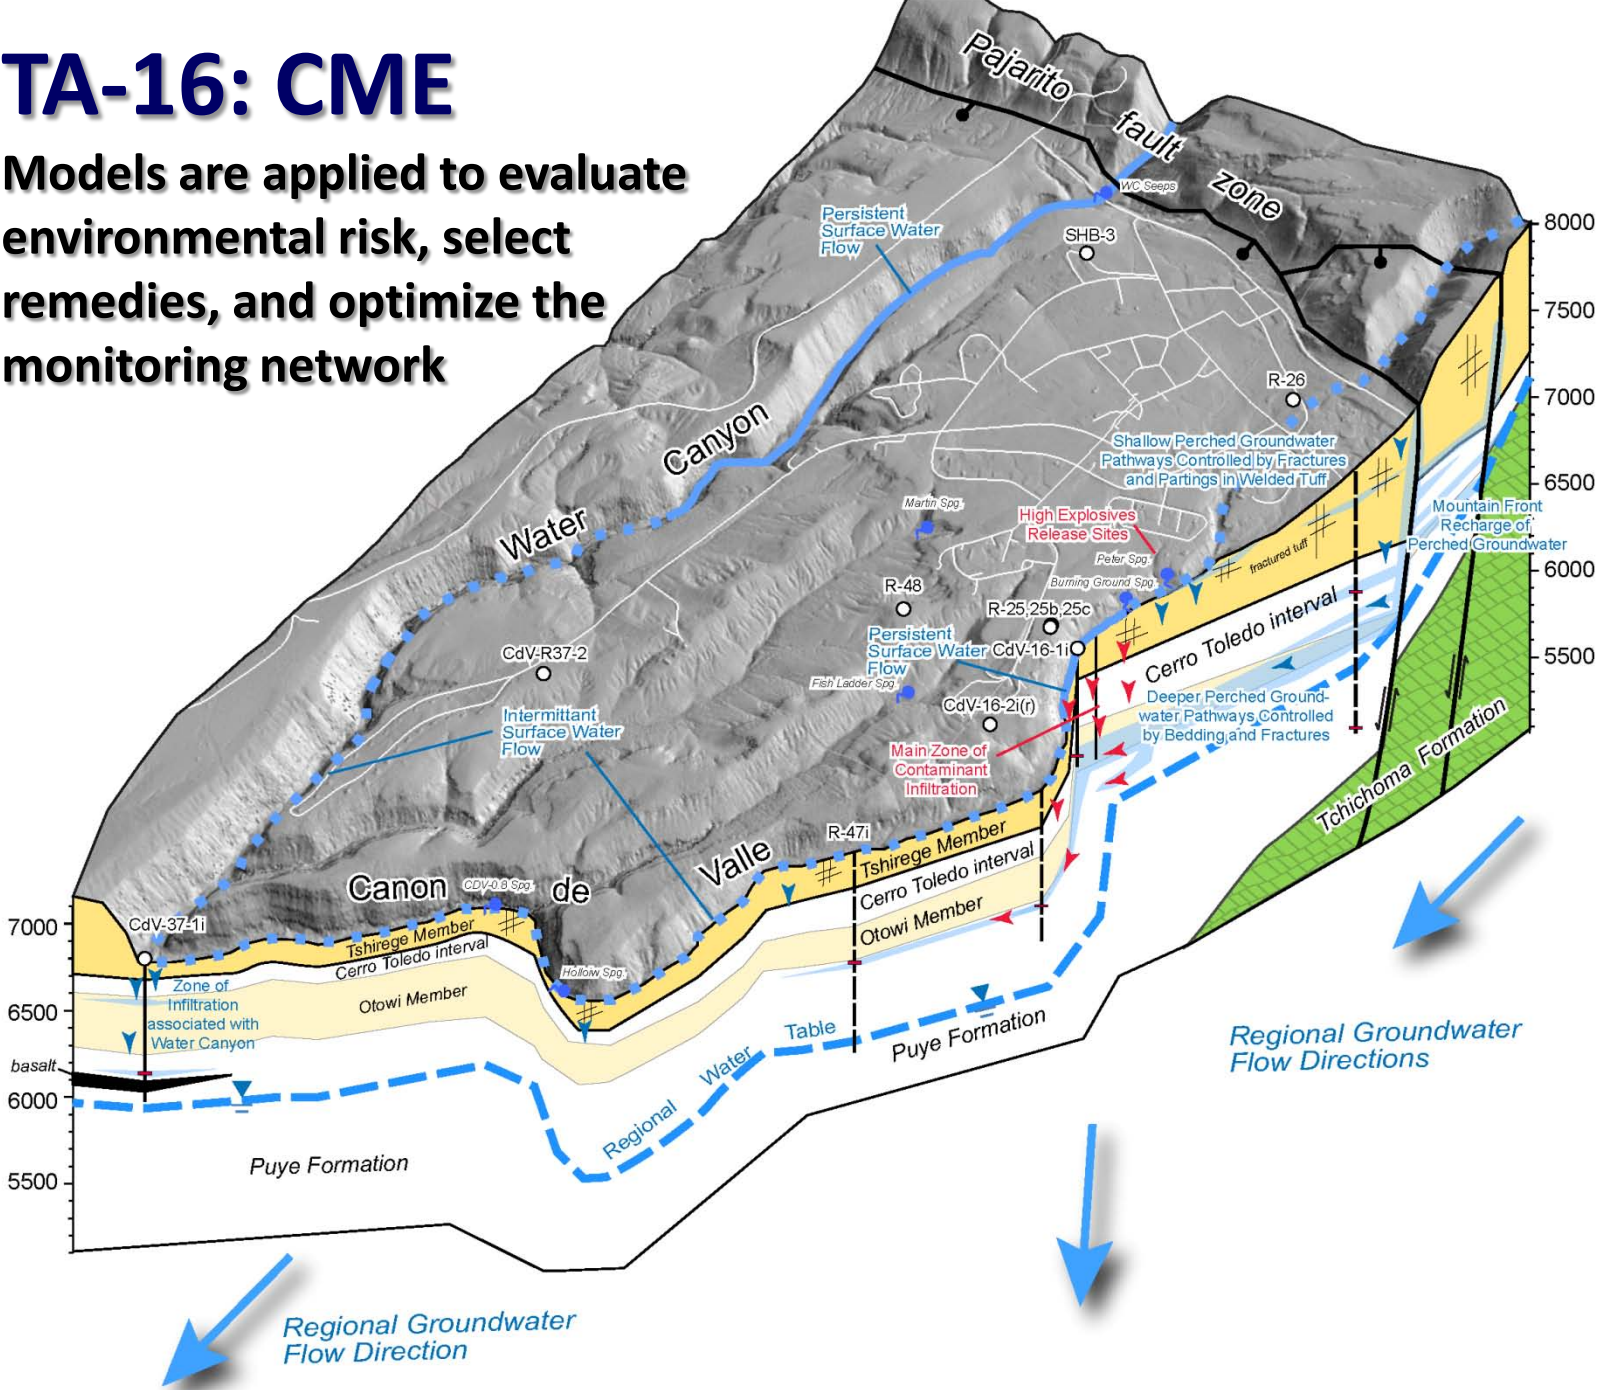 TA-16: CME
Models are applied to evaluate
environmental risk, select
remedies, and optimize the
monitoring network
Pajarito
fault
zone
WC Seeps
Persistent
Surface Water
Flow
SHB-3
8000
7500
7000
6500
6000
5500
R-26
Shallow Perched Groundwater
Pathways Controlled by Fractures
and Partings in Welded Tuff
Canyon
Water
Martin Spg.
High Explosives
Release Sites
Peter Spg.
Burning Ground Spg.
fractured tuff
Mountain Front
Recharge of
Perched Groundwater
R-48
R-25,25b,25c
CdV-16-1i
Persistent
Surface Water
Flow
Cerro Toledo interval
CdV-R37-2
Fish Ladder Spg.
CdV-16-2i(r)
Deeper Perched Ground-
water Pathways Controlled
by Bedding and Fractures
Intermittant
Surface Water
Flow
Main Zone of
Contaminant
Infiltration
Tchichoma Formation
R-47i
Tshirege Member
Cerro Toledo interval
Otowi Member
Canon
CDV-0.8 Spg.
de
Valle
CdV-37-1i
7000
6500
6000
5500
Tshirege Member
Cerro Toledo interval
Otowi Member
Holloiw Spg.
Zone of
Infiltration
associated with
Water Canyon
basalt
Regional
Water
Table
Puye Formation
Puye Formation
Regional Groundwater
Flow Directions
Regional Groundwater
Flow Direction